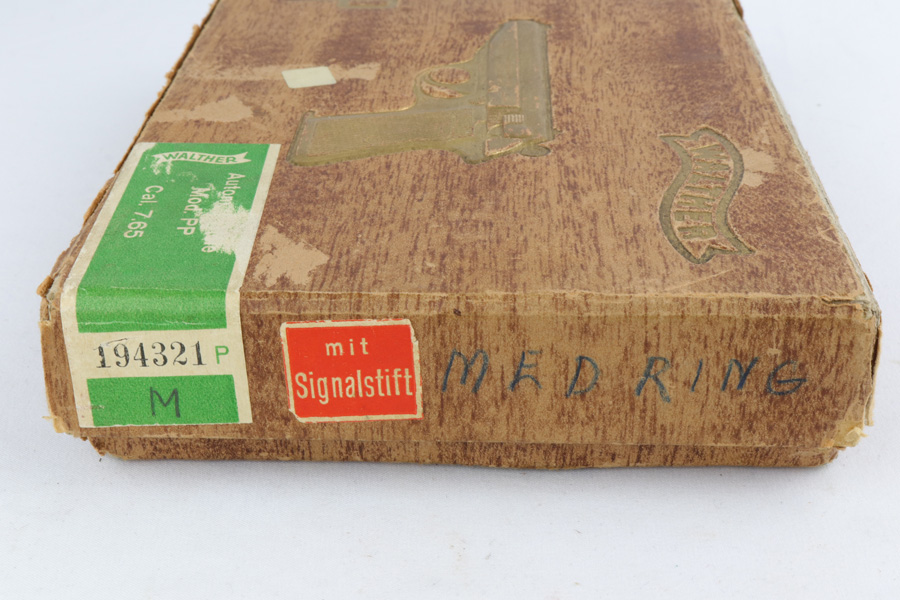 WALTHER
Mod. PP
Cal. 7.65
194321 P
M
mit
Signalstift
MED RING
WALTHER